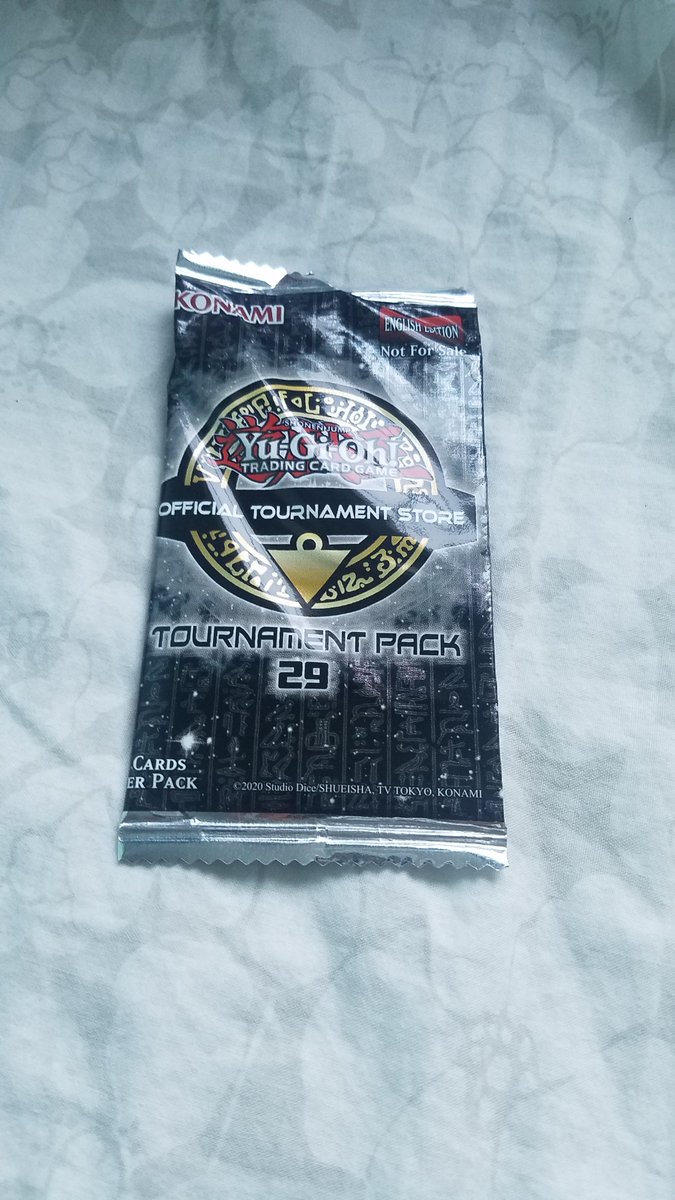 KONAMI
ENGLISH EDITION
Not For Sale
SHONEN JUMP
Yu-Gi-Oh!
TRADING CARD GAME
OFFICIAL TOURNAMENT STORE
TOURNAMENT PACK
29
CARDS
ER PACK
©2020 Studio Dice/SHUEISHA, TV TOKYO, KONAMI